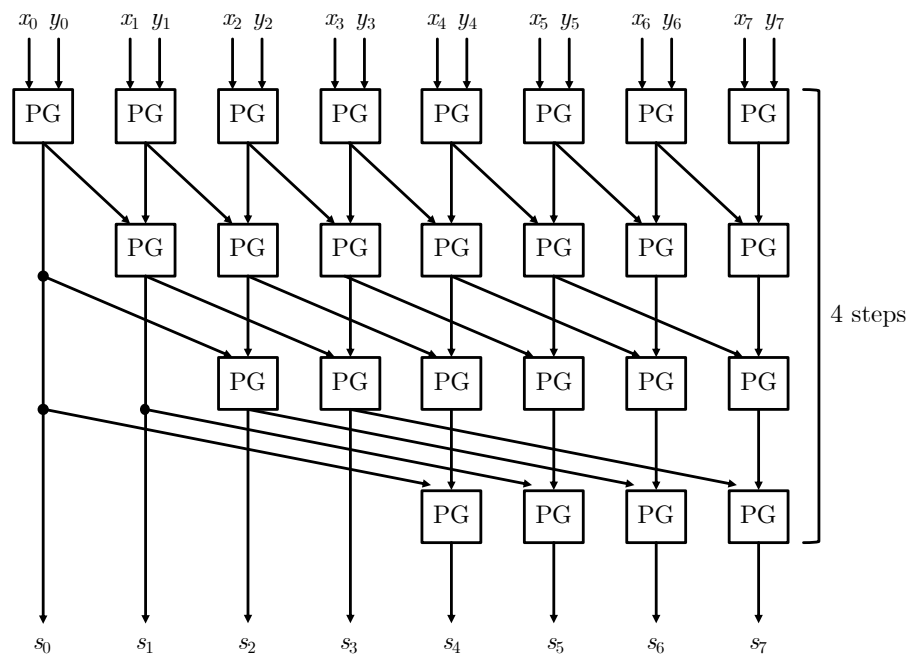 x₀ y₀ x₁ y₁ x₂ y₂ x₃ y₃ x₄ y₄ x₅ y₅ x₆ y₆ x₇ y₇
PG PG PG PG PG PG PG PG
PG PG PG PG PG PG PG
4 steps
PG PG PG PG PG PG
PG PG PG PG
s₀ s₁ s₂ s₃ s₄ s₅ s₆ s₇